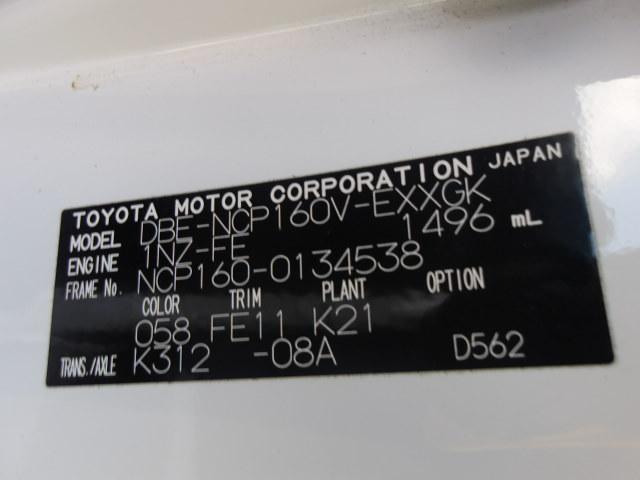 TOYOTA MOTOR CORPORATION JAPAN
MODEL DBE-NCP160V-EXXGK
ENGINE 1NZ-FE 1496 mL
FRAME No. NCP160-0134538
COLOR TRIM PLANT OPTION
058 FE11 K21
TRANS./AXLE K312 -08A D562